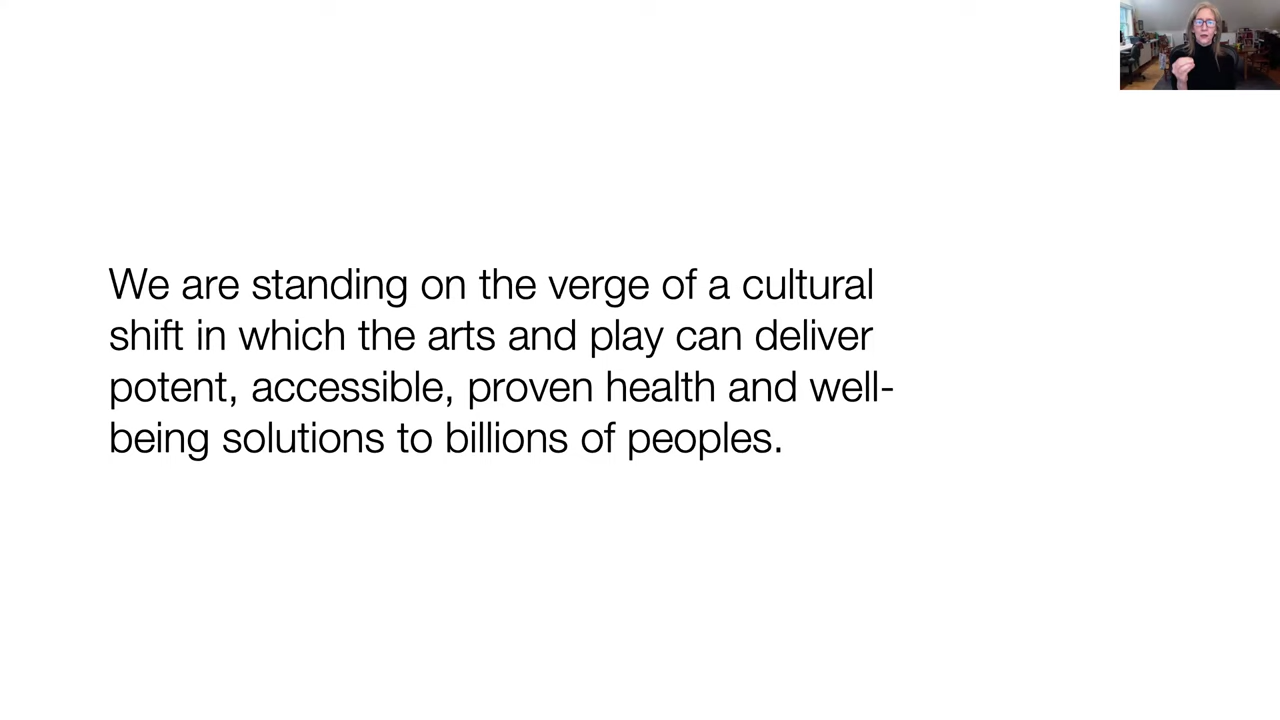 We are standing on the verge of a cultural
shift in which the arts and play can deliver
potent, accessible, proven health and well-
being solutions to billions of peoples.